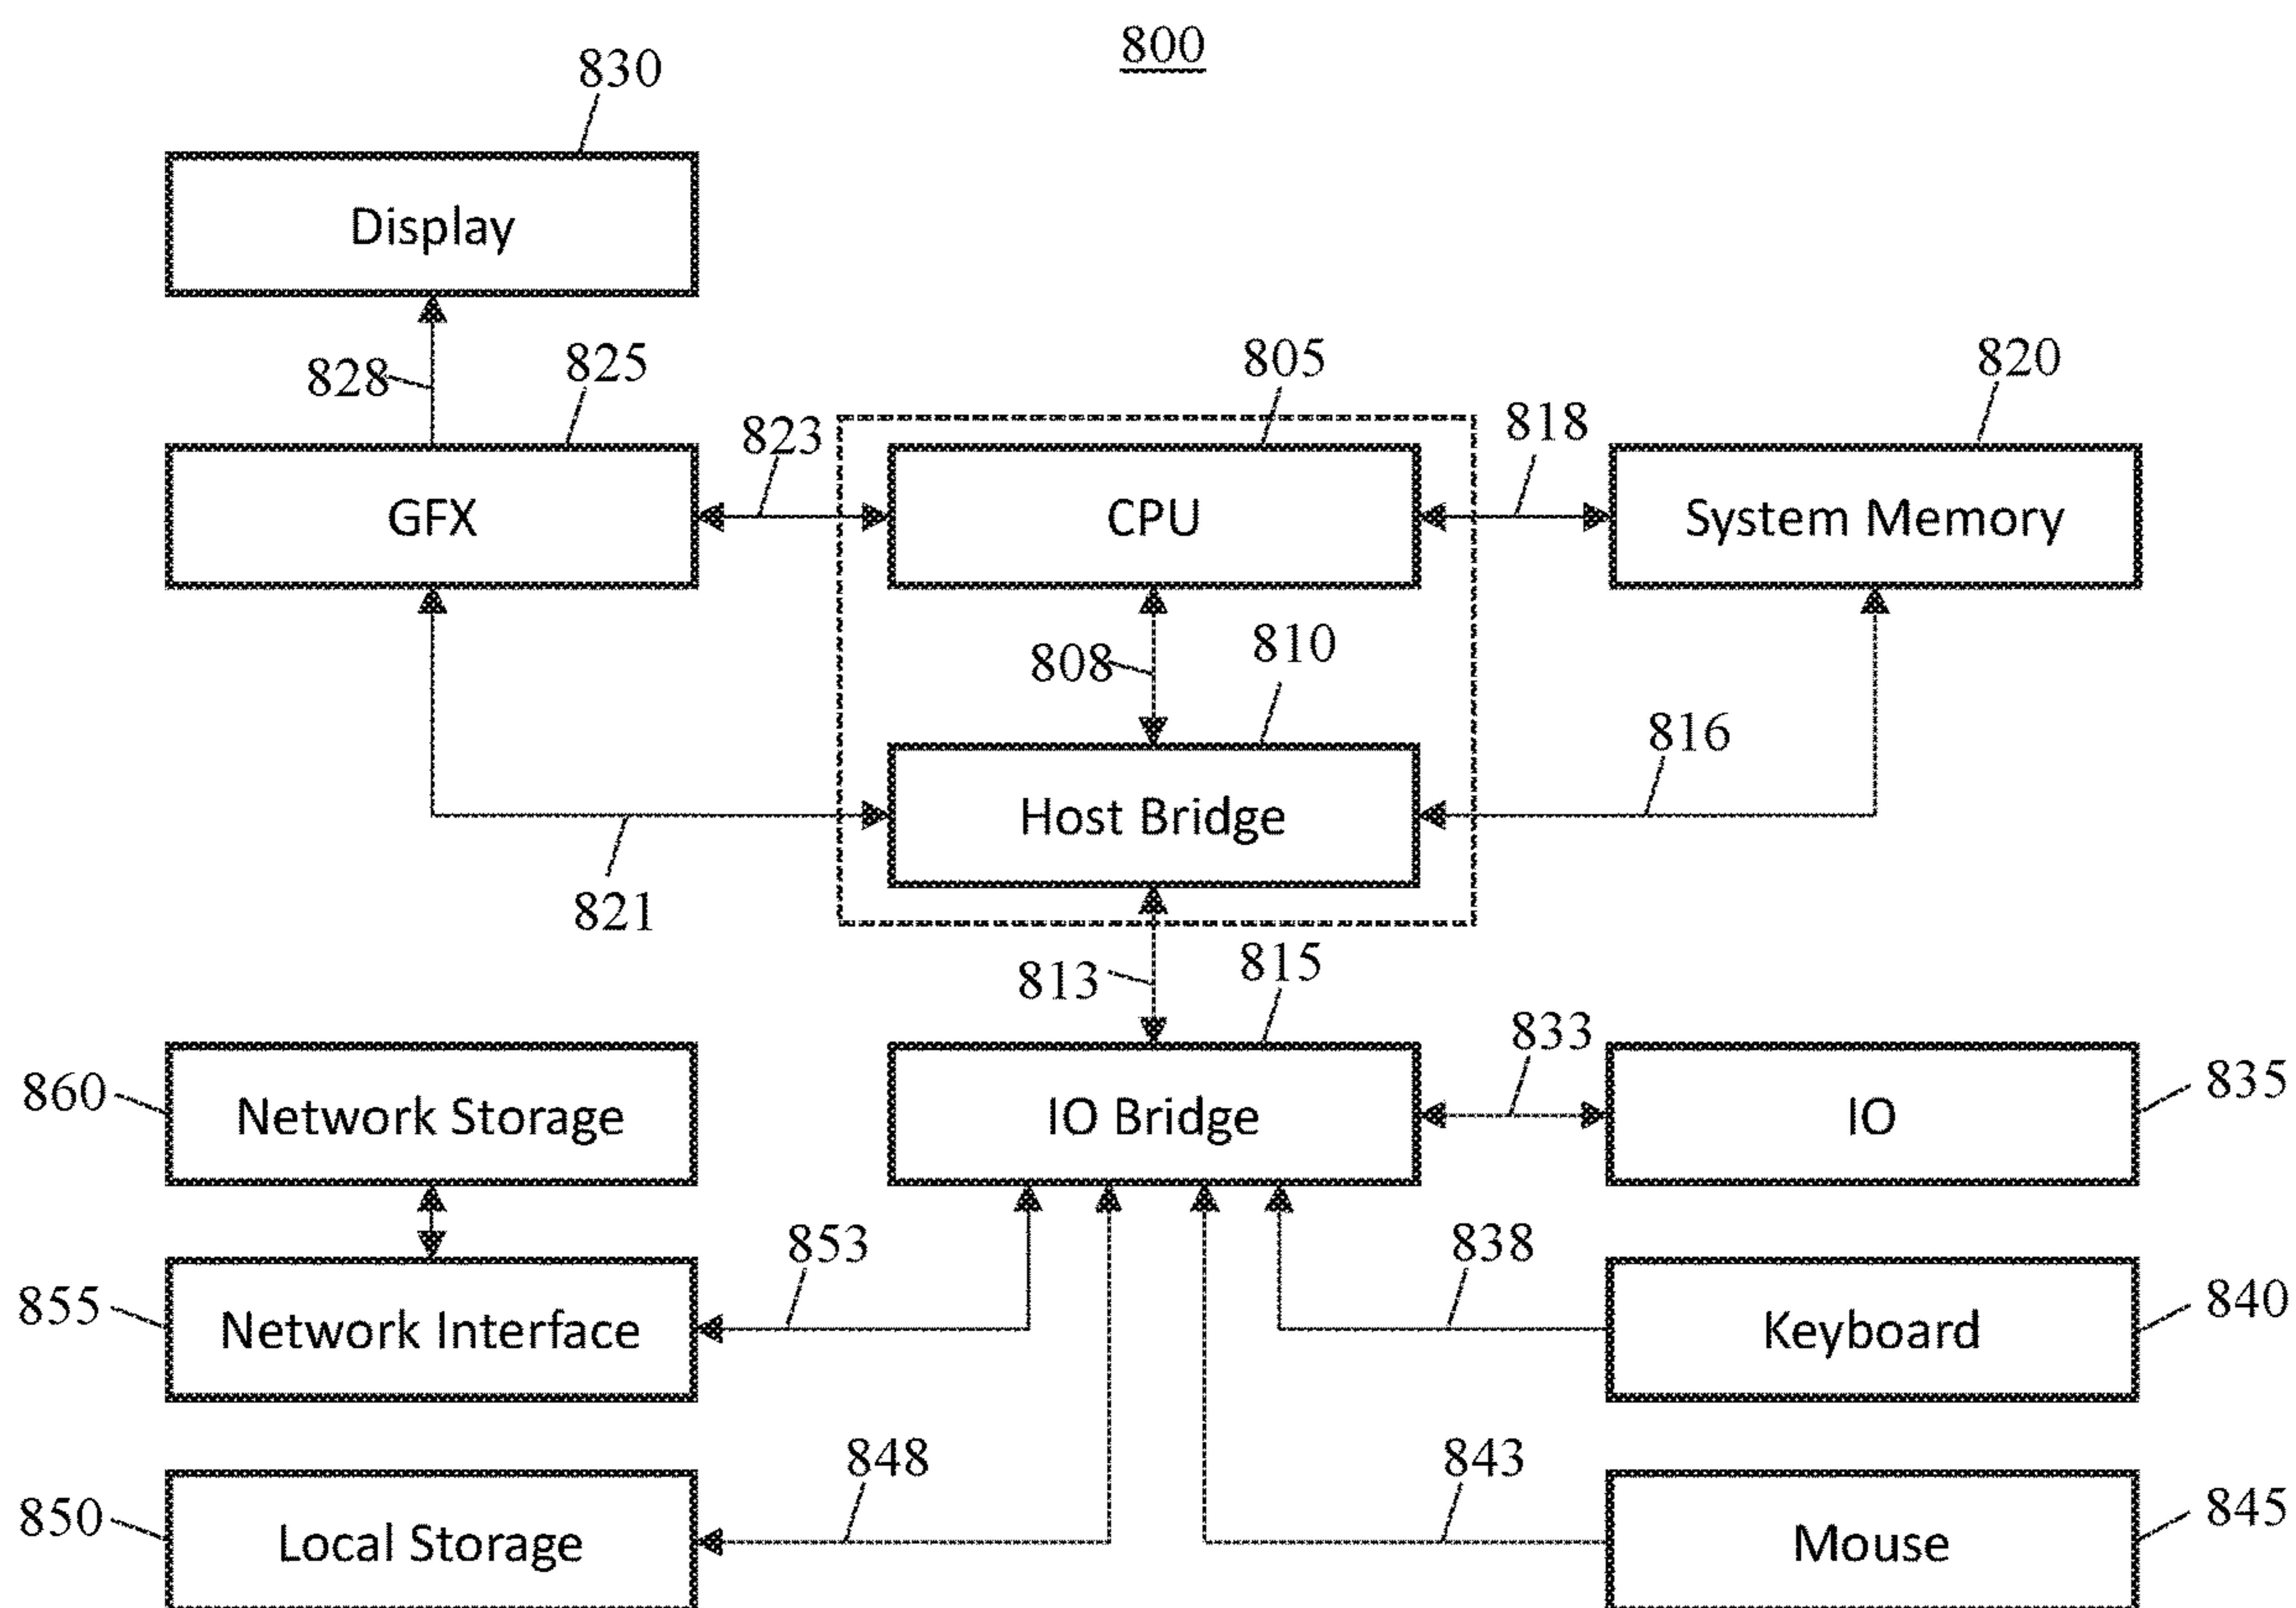 800
830
Display
828
825
823
805
818
820
GFX
CPU
System Memory
808
810
816
Host Bridge
821
813
815
833
860
Network Storage
IO Bridge
IO
835
853
838
855
Network Interface
Keyboard
840
848
843
850
Local Storage
Mouse
845